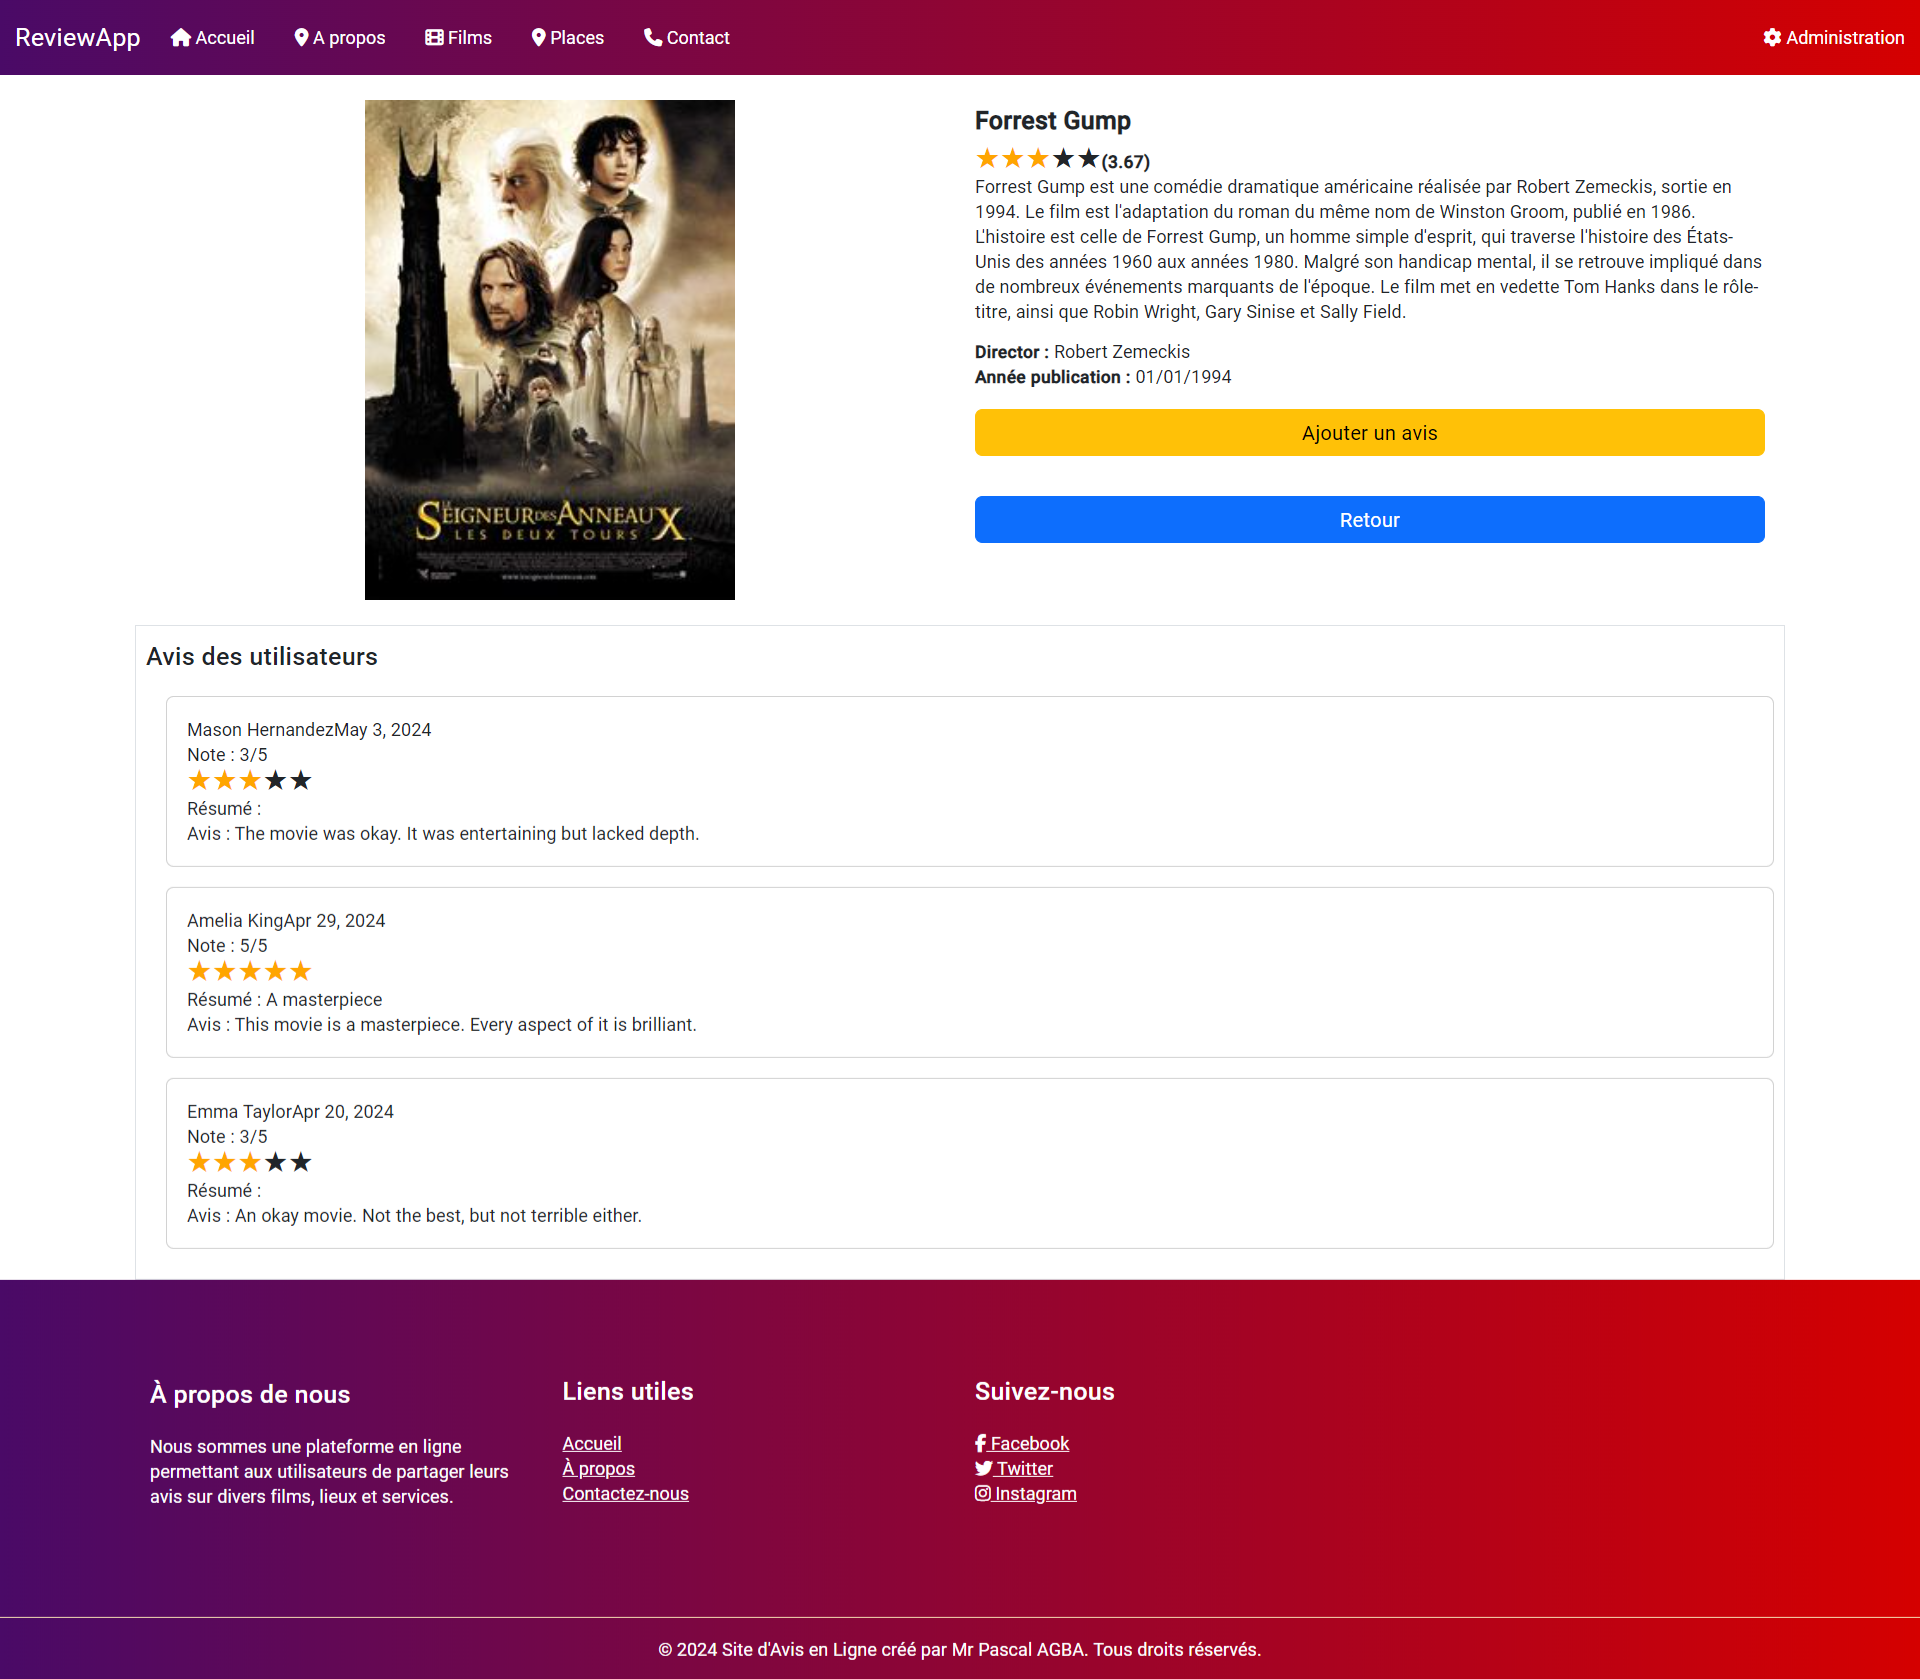 ReviewApp Accueil A propos Films Places Contact Administration
LE SEIGNEUR DES ANNEAUX
LES DEUX TOURS
Forrest Gump
★★★★★(3.67)
Forrest Gump est une comédie dramatique américaine réalisée par Robert Zemeckis, sortie en
1994. Le film est l'adaptation du roman du même nom de Winston Groom, publié en 1986.
L'histoire est celle de Forrest Gump, un homme simple d'esprit, qui traverse l'histoire des États-
Unis des années 1960 aux années 1980. Malgré son handicap mental, il se retrouve impliqué dans
de nombreux événements marquants de l'époque. Le film met en vedette Tom Hanks dans le rôle-
titre, ainsi que Robin Wright, Gary Sinise et Sally Field.
Director : Robert Zemeckis
Année publication : 01/01/1994
Ajouter un avis
Retour
Avis des utilisateurs
Mason HernandezMay 3, 2024
Note : 3/5
★★★★★
Résumé :
Avis : The movie was okay. It was entertaining but lacked depth.
Amelia KingApr 29, 2024
Note : 5/5
★★★★★
Résumé : A masterpiece
Avis : This movie is a masterpiece. Every aspect of it is brilliant.
Emma TaylorApr 20, 2024
Note : 3/5
★★★★★
Résumé :
Avis : An okay movie. Not the best, but not terrible either.
À propos de nous
Nous sommes une plateforme en ligne
permettant aux utilisateurs de partager leurs
avis sur divers films, lieux et services.
Liens utiles
Accueil
À propos
Contactez-nous
Suivez-nous
Facebook
Twitter
Instagram
© 2024 Site d'Avis en Ligne créé par Mr Pascal AGBA. Tous droits réservés.